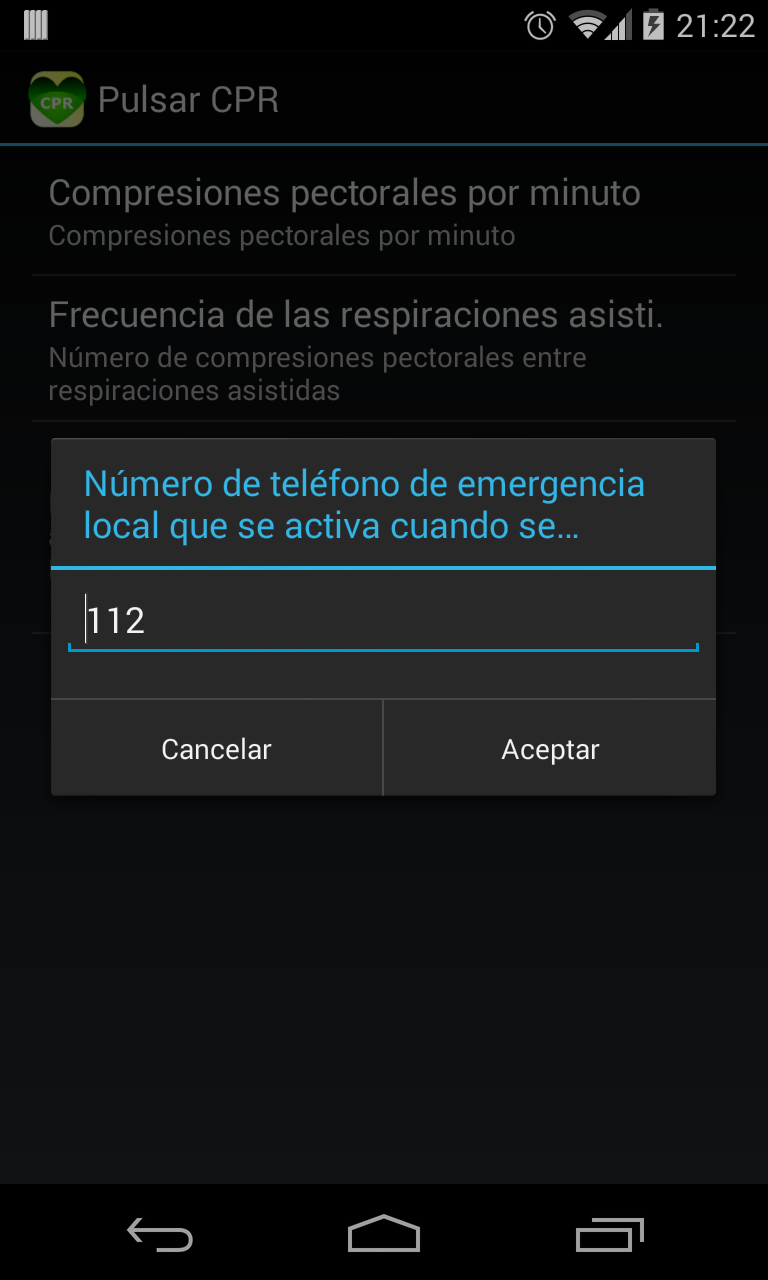 21:22
CPR
Pulsar CPR
Compresiones pectorales por minuto
Compresiones pectorales por minuto
Frecuencia de las respiraciones asisti.
Número de compresiones pectorales entre
respiraciones asistidas
Número de teléfono de emergencia
local que se activa cuando se...
112
Cancelar
Aceptar